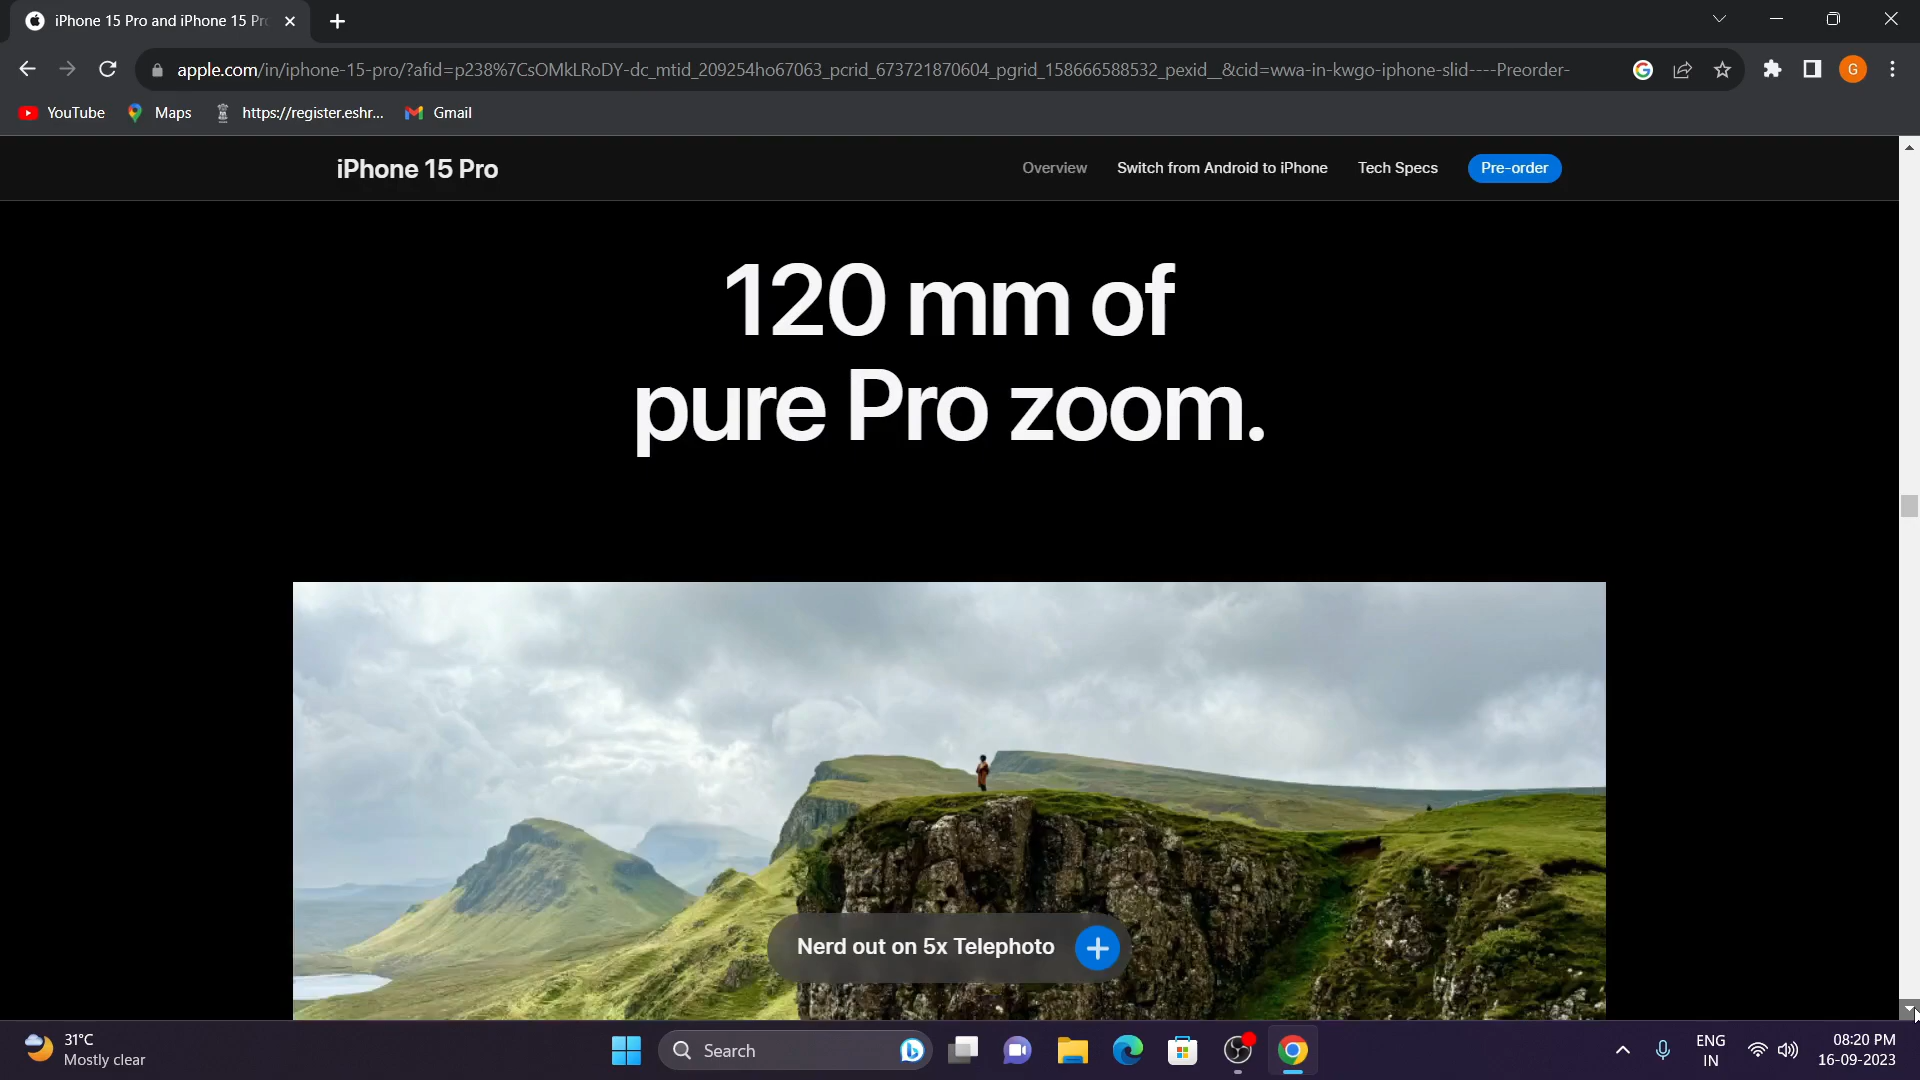 iPhone 15 Pro and iPhone 15 Pr
apple.com/in/iphone-15-pro/?afid=p238%7CsOMkLRoDY-dc_mtid_209254ho67063_pcrid_673721870604_pgrid_158666588532_pexid__&cid=wwa-in-kwgo-iphone-slid----Preorder-
G
YouTube
Maps
https://register.eshr...
Gmail
iPhone 15 Pro
Overview
Switch from Android to iPhone
Tech Specs
Pre-order
120 mm of
pure Pro zoom.
Nerd out on 5x Telephoto
31°C
Mostly clear
Search
ENG
IN
08:20 PM
16-09-2023